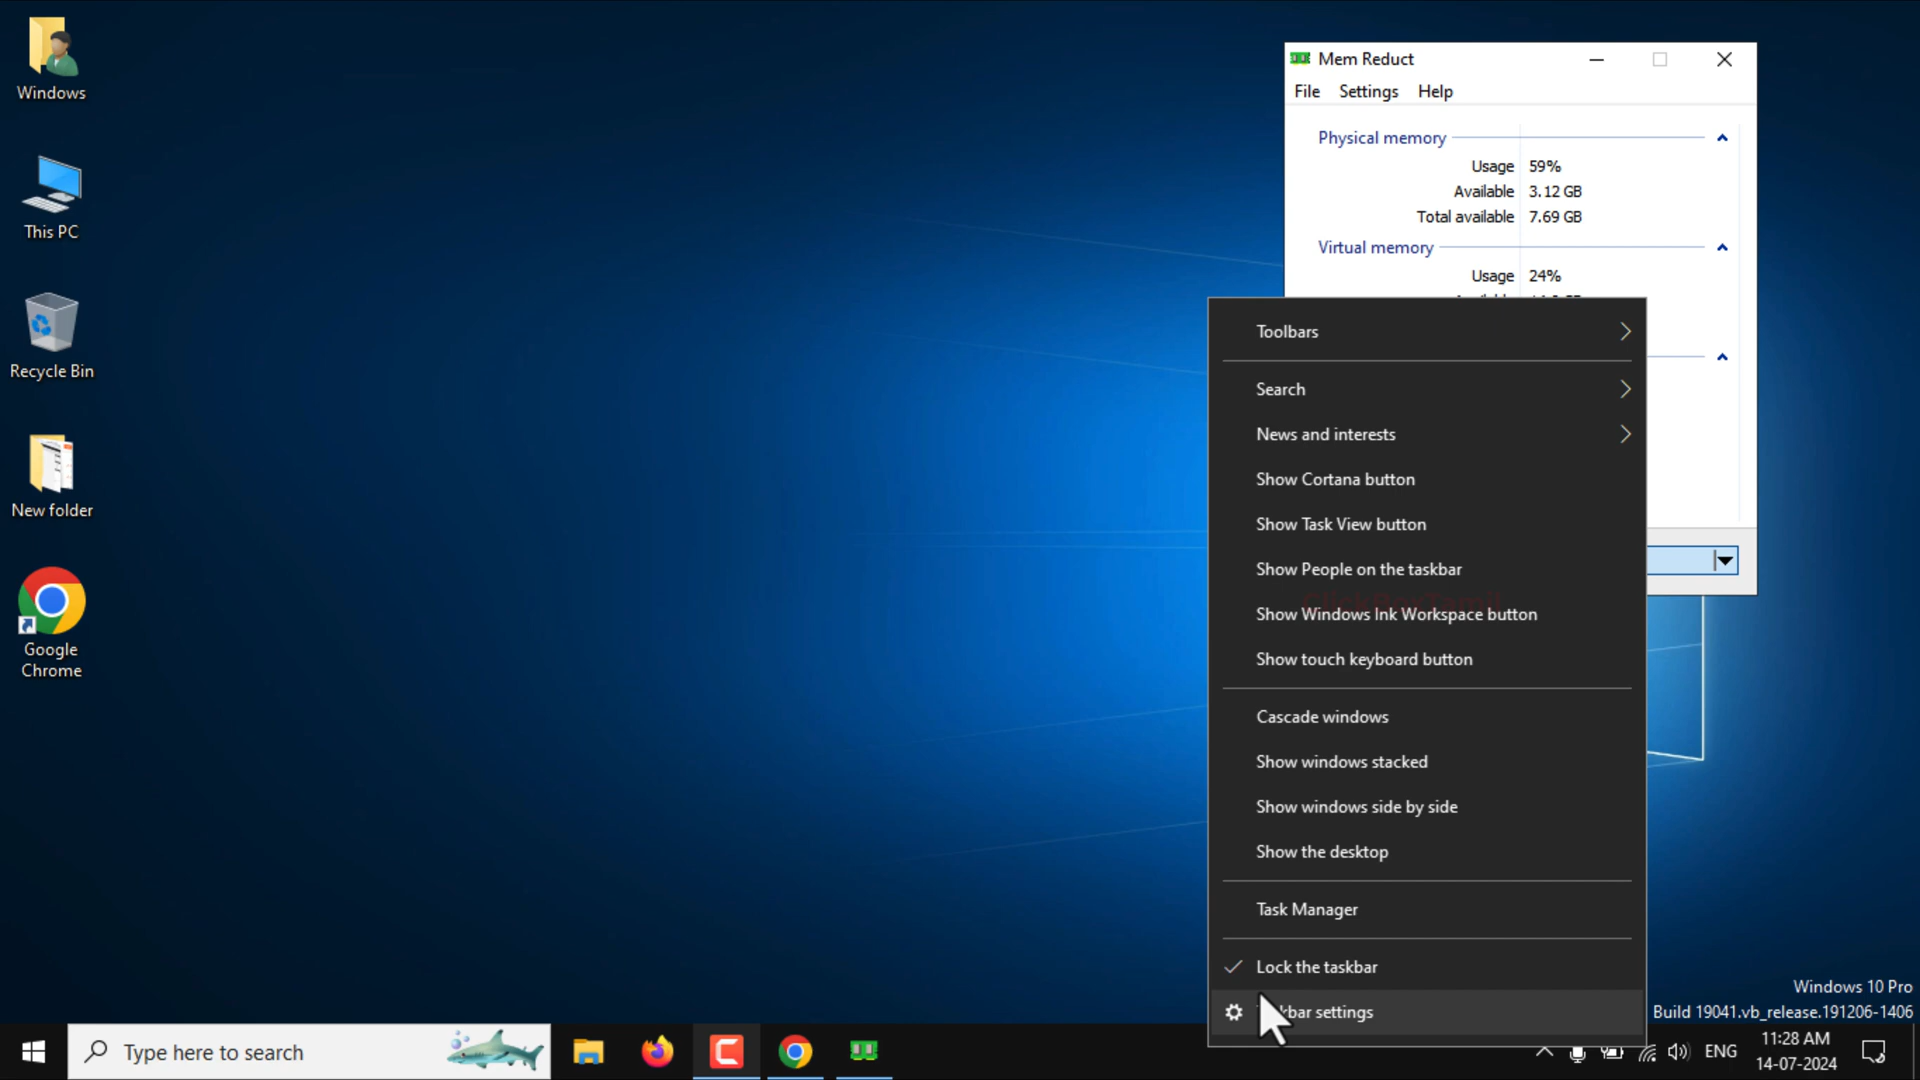 Windows
This PC
Recycle Bin
New folder
Google
Chrome
Mem Reduct
File Settings Help
Physical memory
Usage 59%
Available 3.12 GB
Total available 7.69 GB
Virtual memory
Usage 24%
Toolbars
Search
News and interests
Show Cortana button
Show Task View button
Show People on the taskbar
Show Windows Ink Workspace button
Show touch keyboard button
Cascade windows
Show windows stacked
Show windows side by side
Show the desktop
Task Manager
Lock the taskbar
settings
Windows 10 Pro
Build 19041.vb_release.191206-1406
Type here to search
ENG
11:28 AM
14-07-2024